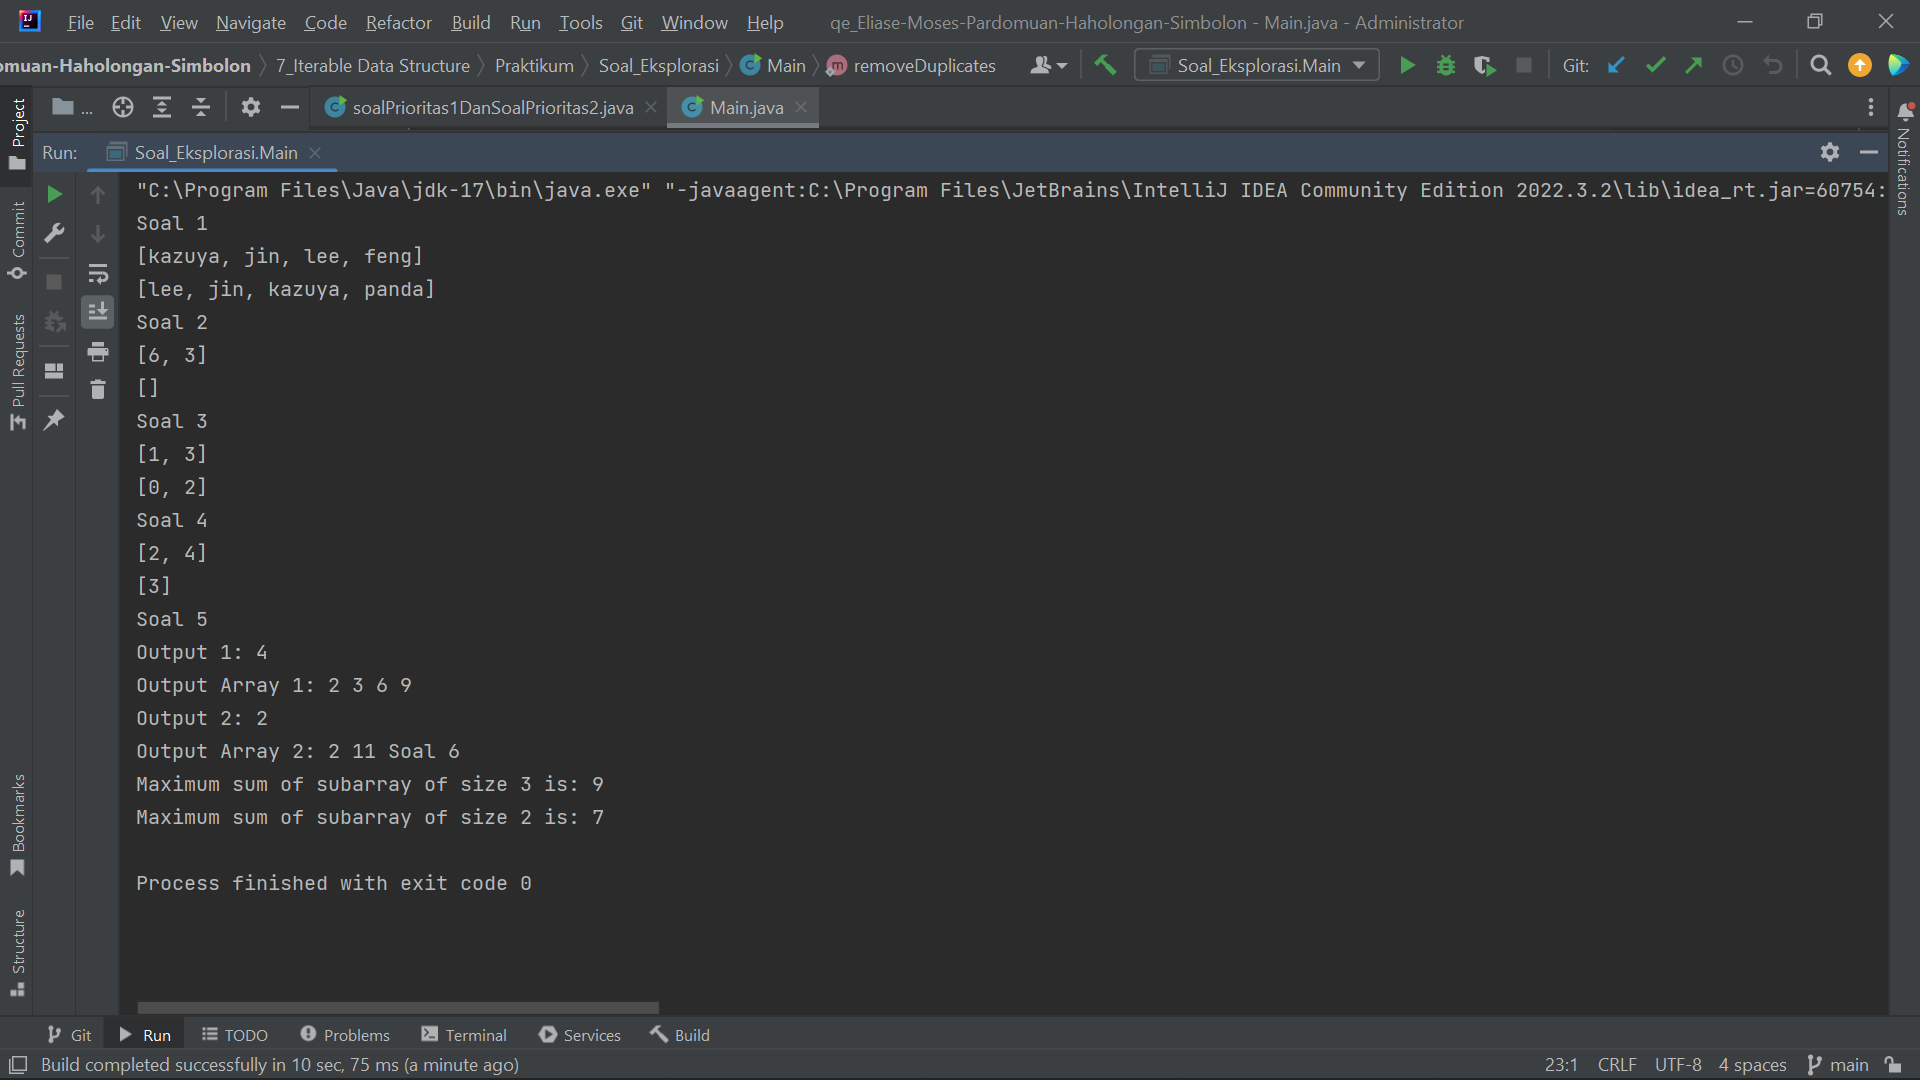 File Edit View Navigate Code Refactor Build Run Tools Git Window Help qe_Eliase-Moses-Pardomuan-Haholongan-Simbolon - Main.java - Administrator
omuan-Haholongan-Simbolon 7_Iterable Data Structure Praktikum Soal_Eksplorasi Main removeDuplicates Soal_Eksplorasi.Main Git:
... soalPrioritas1DanSoalPrioritas2.java Main.java
Run: Soal_Eksplorasi.Main
"C:\Program Files\Java\jdk-17\bin\java.exe" "-javaagent:C:\Program Files\JetBrains\IntelliJ IDEA Community Edition 2022.3.2\lib\idea_rt.jar=60754:
Soal 1
[kazuya, jin, lee, feng]
[lee, jin, kazuya, panda]
Soal 2
[6, 3]
[]
Soal 3
[1, 3]
[0, 2]
Soal 4
[2, 4]
[3]
Soal 5
Output 1: 4
Output Array 1: 2 3 6 9
Output 2: 2
Output Array 2: 2 11 Soal 6
Maximum sum of subarray of size 3 is: 9
Maximum sum of subarray of size 2 is: 7
Process finished with exit code 0
Project
Commit
Pull Requests
Bookmarks
Structure
Notifications
Git Run TODO Problems Terminal Services Build
Build completed successfully in 10 sec, 75 ms (a minute ago) 23:1 CRLF UTF-8 4 spaces main